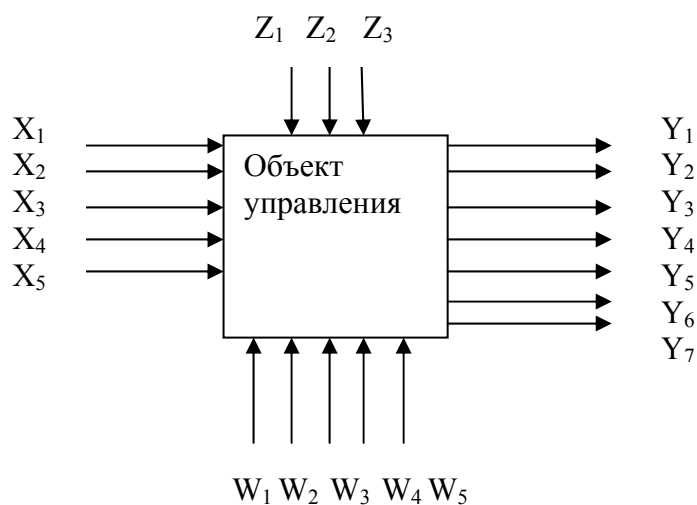 Z₁ Z₂ Z₃
X₁
X₂
X₃
X₄
X₅
Объект
управления
Y₁
Y₂
Y₃
Y₄
Y₅
Y₆
Y₇
W₁ W₂ W₃ W₄ W₅